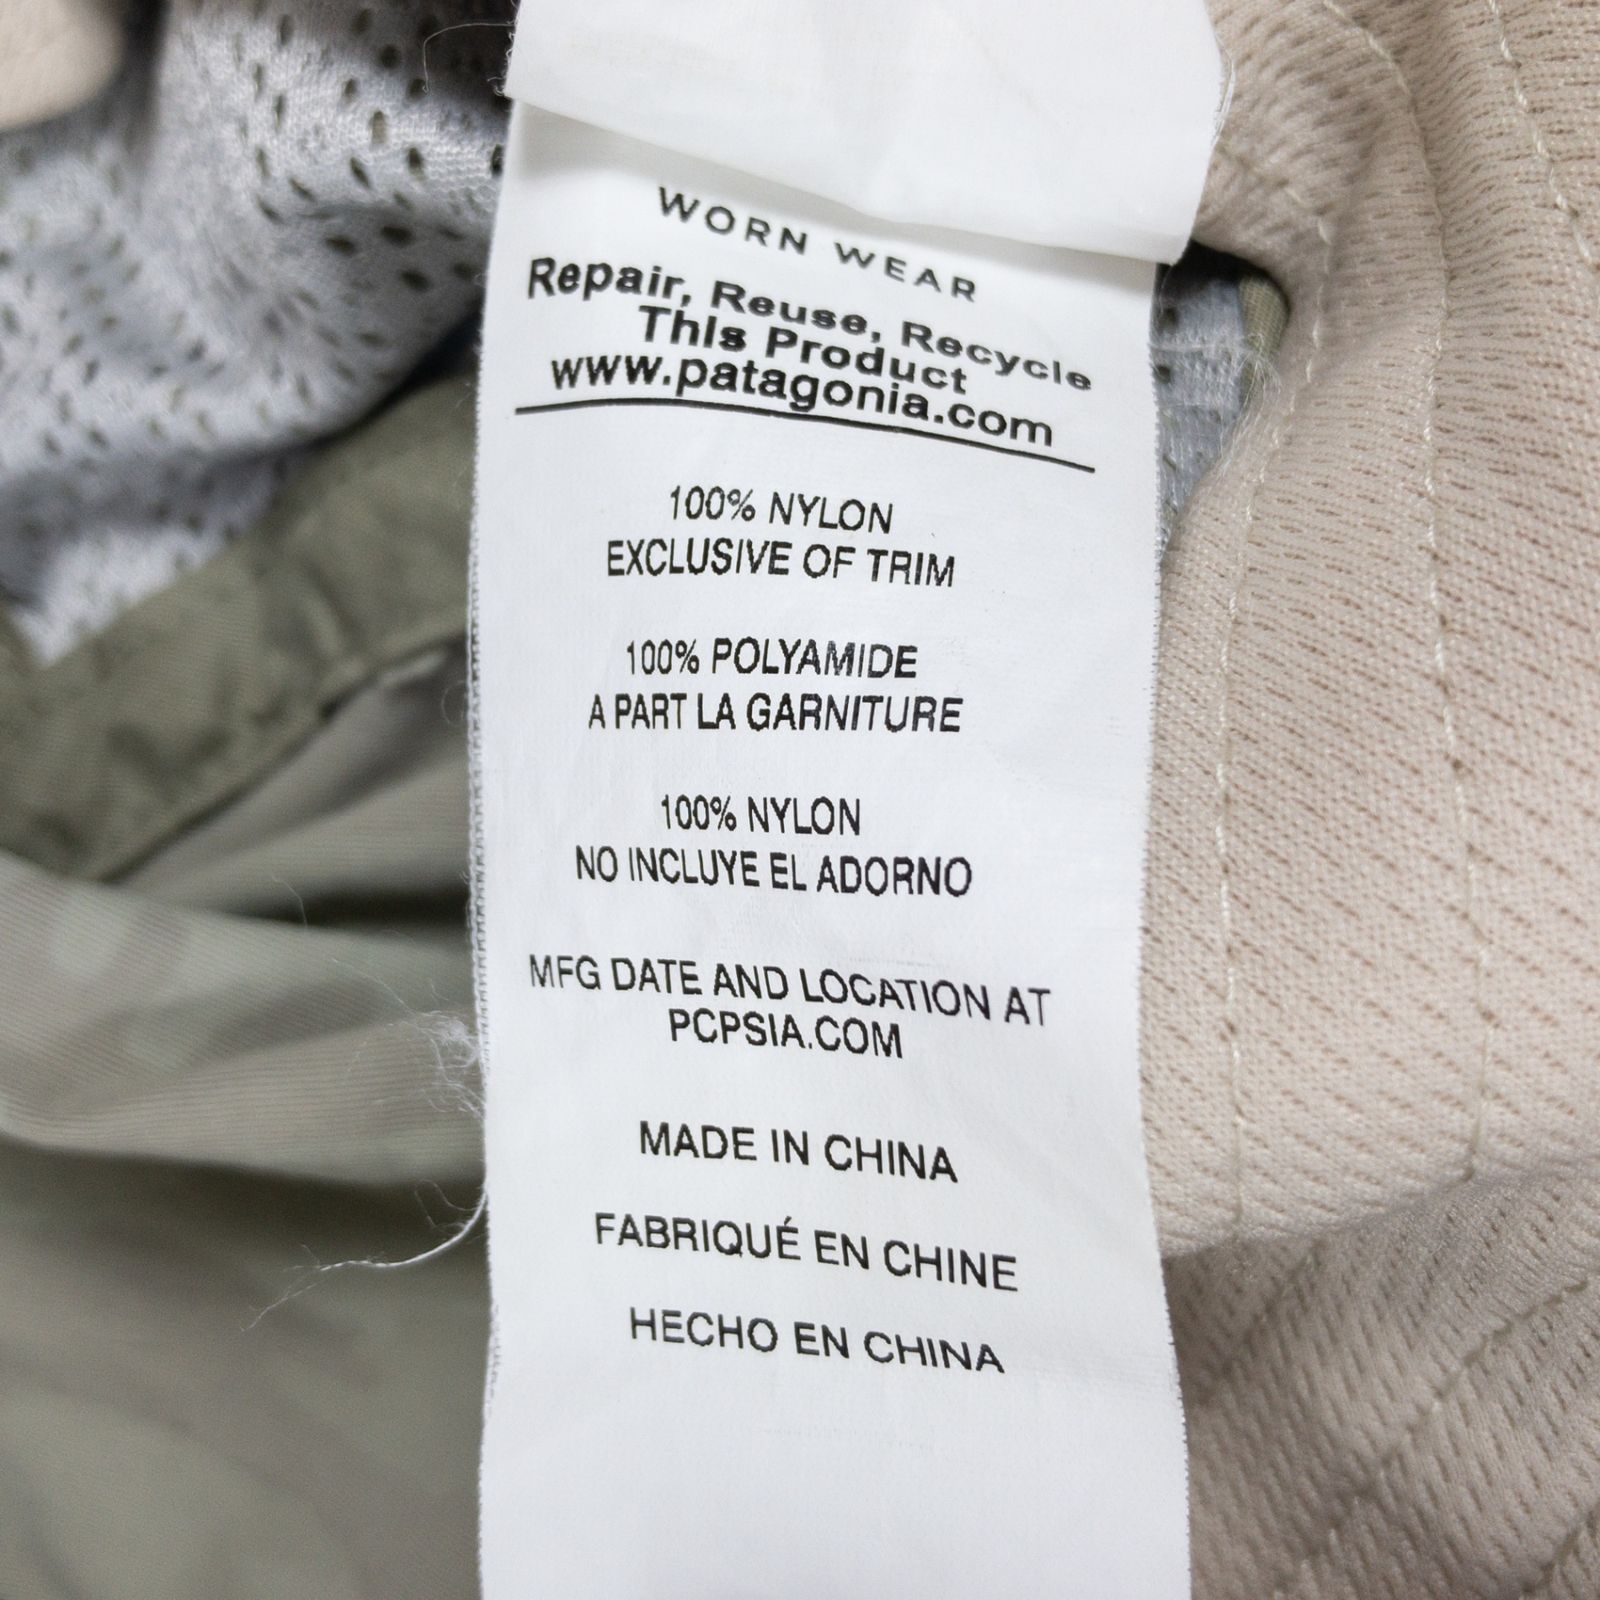 WORN WEAR
Repair, Reuse, Recycle
This Product
www.patagonia.com
100% NYLON
EXCLUSIVE OF TRIM
100% POLYAMIDE
A PART LA GARNITURE
100% NYLON
NO INCLUYE EL ADORNO
MFG DATE AND LOCATION AT
PCPSIA.COM
MADE IN CHINA
FABRIQUÉ EN CHINE
HECHO EN CHINA